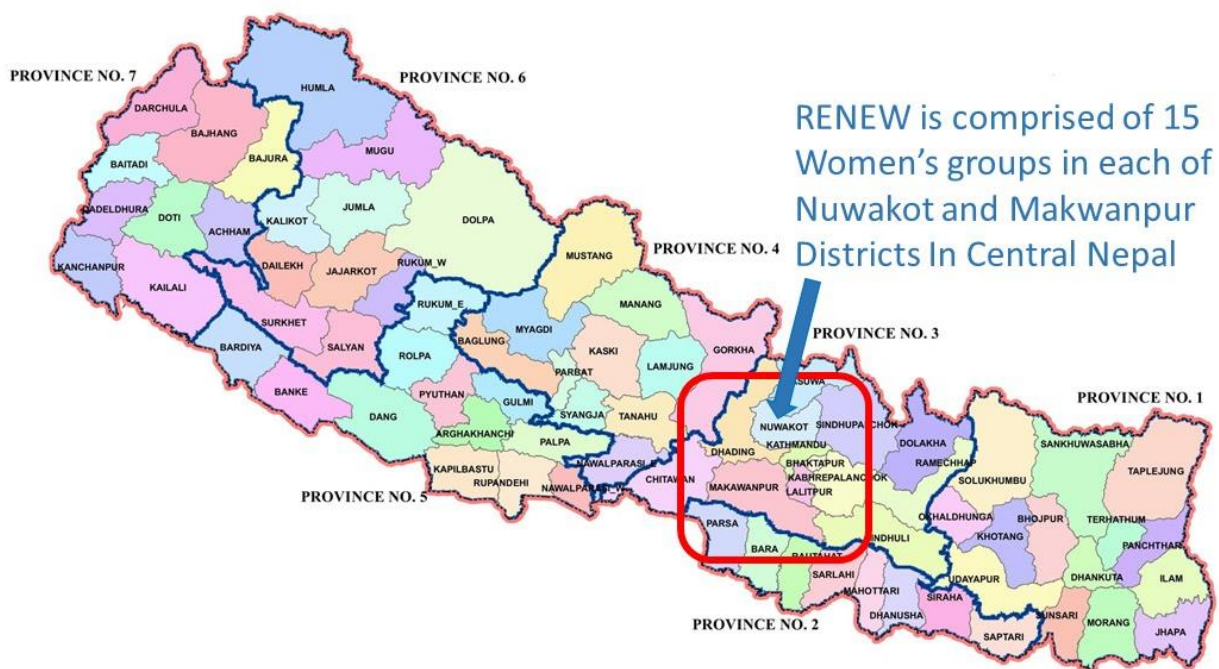 PROVINCE NO. 7
PROVINCE NO. 6
HUMLA
DARCHULA
BAJHANG
BAJURA
MUGU
BAITADI
DADELDHURA
DOTI
ACHHAM
KALIKOT
JUMLA
DOLPA
KANCHANPUR
KAILALI
DAILEKH
JAJARKOT
RUKUM_W
RUKUM_E
SURKHET
SALYAN
ROLPA
BARDIYA
BANKE
DANG
PYUTHAN
GULMI
ARGHAKHANCHI
PALPA
KAPILBASTU
RUPANDEHI
NAWALPARASI_W
NAWALPARASI_E
PROVINCE NO. 5
RENEW is comprised of 15
Women's groups in each of
Nuwakot and Makwanpur
Districts In Central Nepal
PROVINCE NO. 4
MUSTANG
MANANG
MYAGDI
BAGLUNG
PARBAT
KASKI
LAMJUNG
GORKHA
SYANGJA
TANAHU
PROVINCE NO. 3
NUWAKOT
SINDHUPALCHOK
DOLAKHA
KATHMANDU
DHADING
BHAKTAPUR
RAMECHHAP
KABHREPALANCHOK
LALITPUR
MAKAWANPUR
CHITAWAN
PARSA
BARA
SARLAHI
MAHOTTARI
DHANUSHA
SIRAHA
SAPTARI
PROVINCE NO. 2
PROVINCE NO. 1
SANKHUWASABHA
TAPLEJUNG
SOLUKHUMBU
OKHALDHUNGA
BHOJPUR
TERHATHUM
KHOTANG
PANCHTHAR
UDAYAPUR
DHANKUTA
ILAM
SUNSARI
MORANG
JHAPA